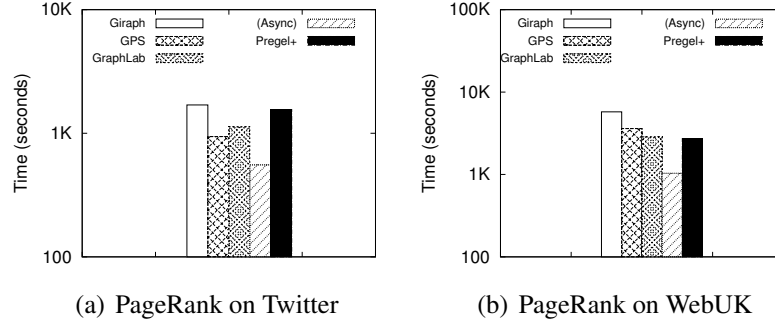 10K
1K
100
Time (seconds)
Giraph
GPS
GraphLab
(Async)
Pregel+
(a) PageRank on Twitter
100K
10K
1K
100
Time (seconds)
Giraph
GPS
GraphLab
(Async)
Pregel+
(b) PageRank on WebUK